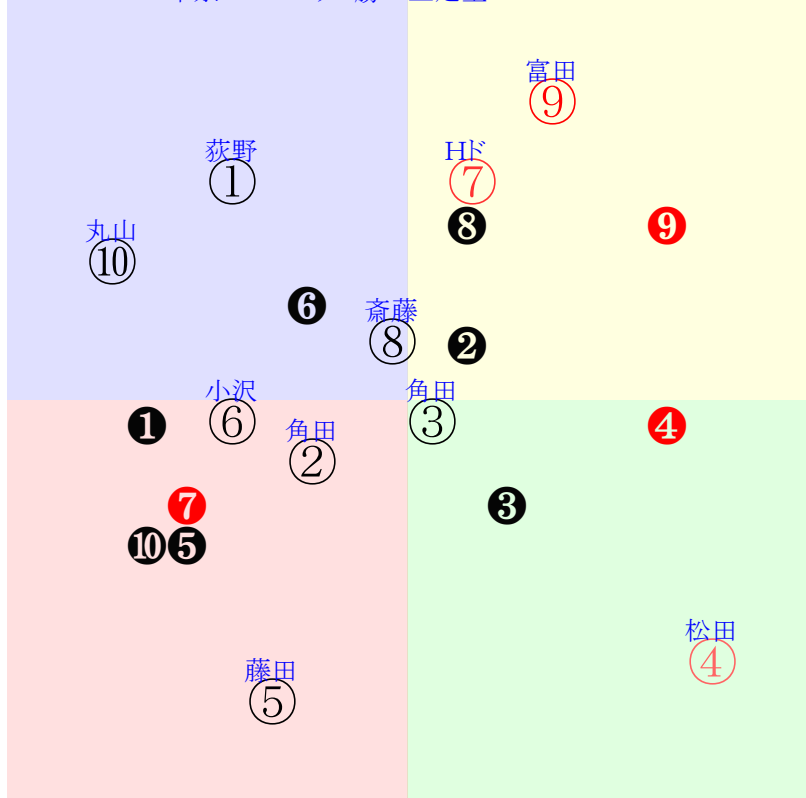 富田
⑨
荻野
①
Hド
⑦
❽
❾
丸山
⑩
❻
斎藤
⑧
❷
小沢
⑥
角田
③
❶
❹
角田
②
❼
❸
❿
❺
松田
④
藤田
⑤